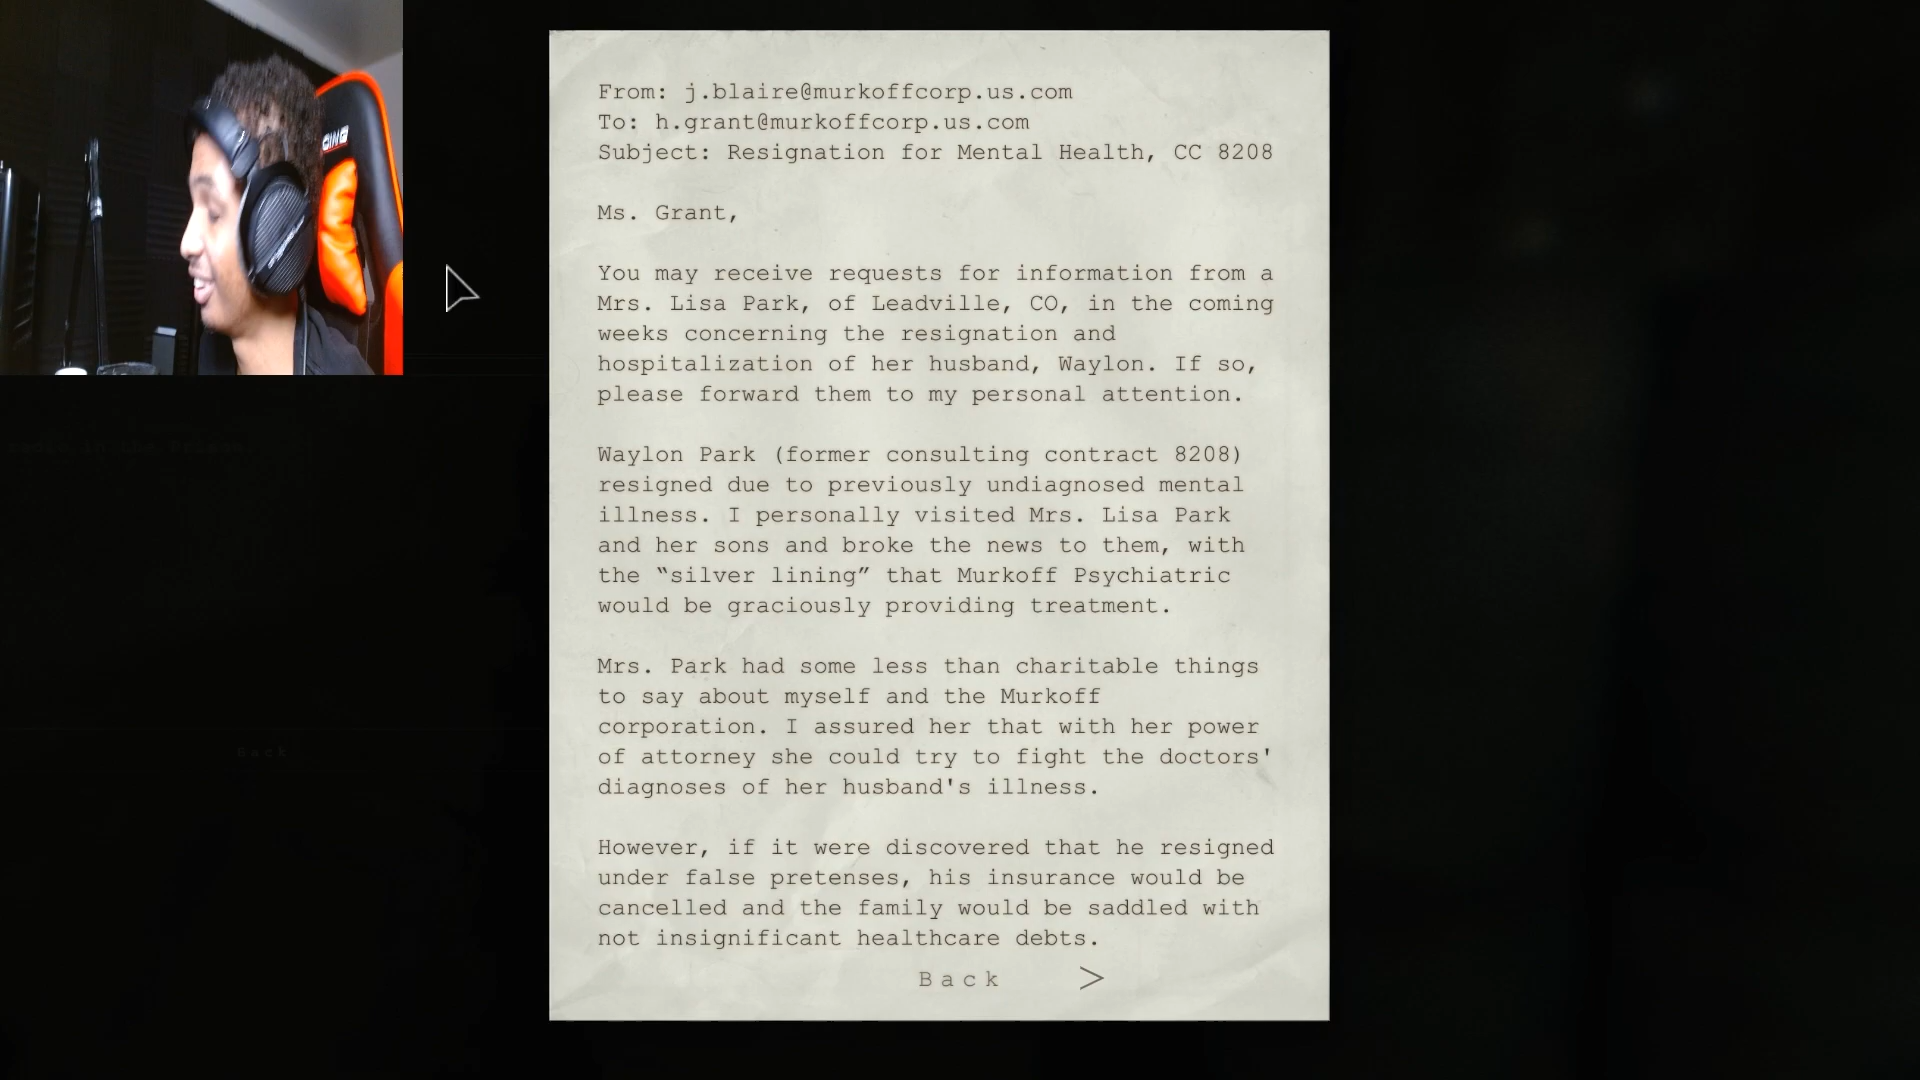 From: j.blaire@murkoffcorp.us.com
To: h.grant@murkoffcorp.us.com
Subject: Resignation for Mental Health, CC 8208
Ms. Grant,
You may receive requests for information from a
Mrs. Lisa Park, of Leadville, CO, in the coming
weeks concerning the resignation and
hospitalization of her husband, Waylon. If so,
please forward them to my personal attention.
Waylon Park (former consulting contract 8208)
resigned due to previously undiagnosed mental
illness. I personally visited Mrs. Lisa Park
and her sons and broke the news to them, with
the “silver lining” that Murkoff Psychiatric
would be graciously providing treatment.
Mrs. Park had some less than charitable things
to say about myself and the Murkoff
corporation. I assured her that with her power
of attorney she could try to fight the doctors'
diagnoses of her husband's illness.
However, if it were discovered that he resigned
under false pretenses, his insurance would be
cancelled and the family would be saddled with
not insignificant healthcare debts.
Back >
Back